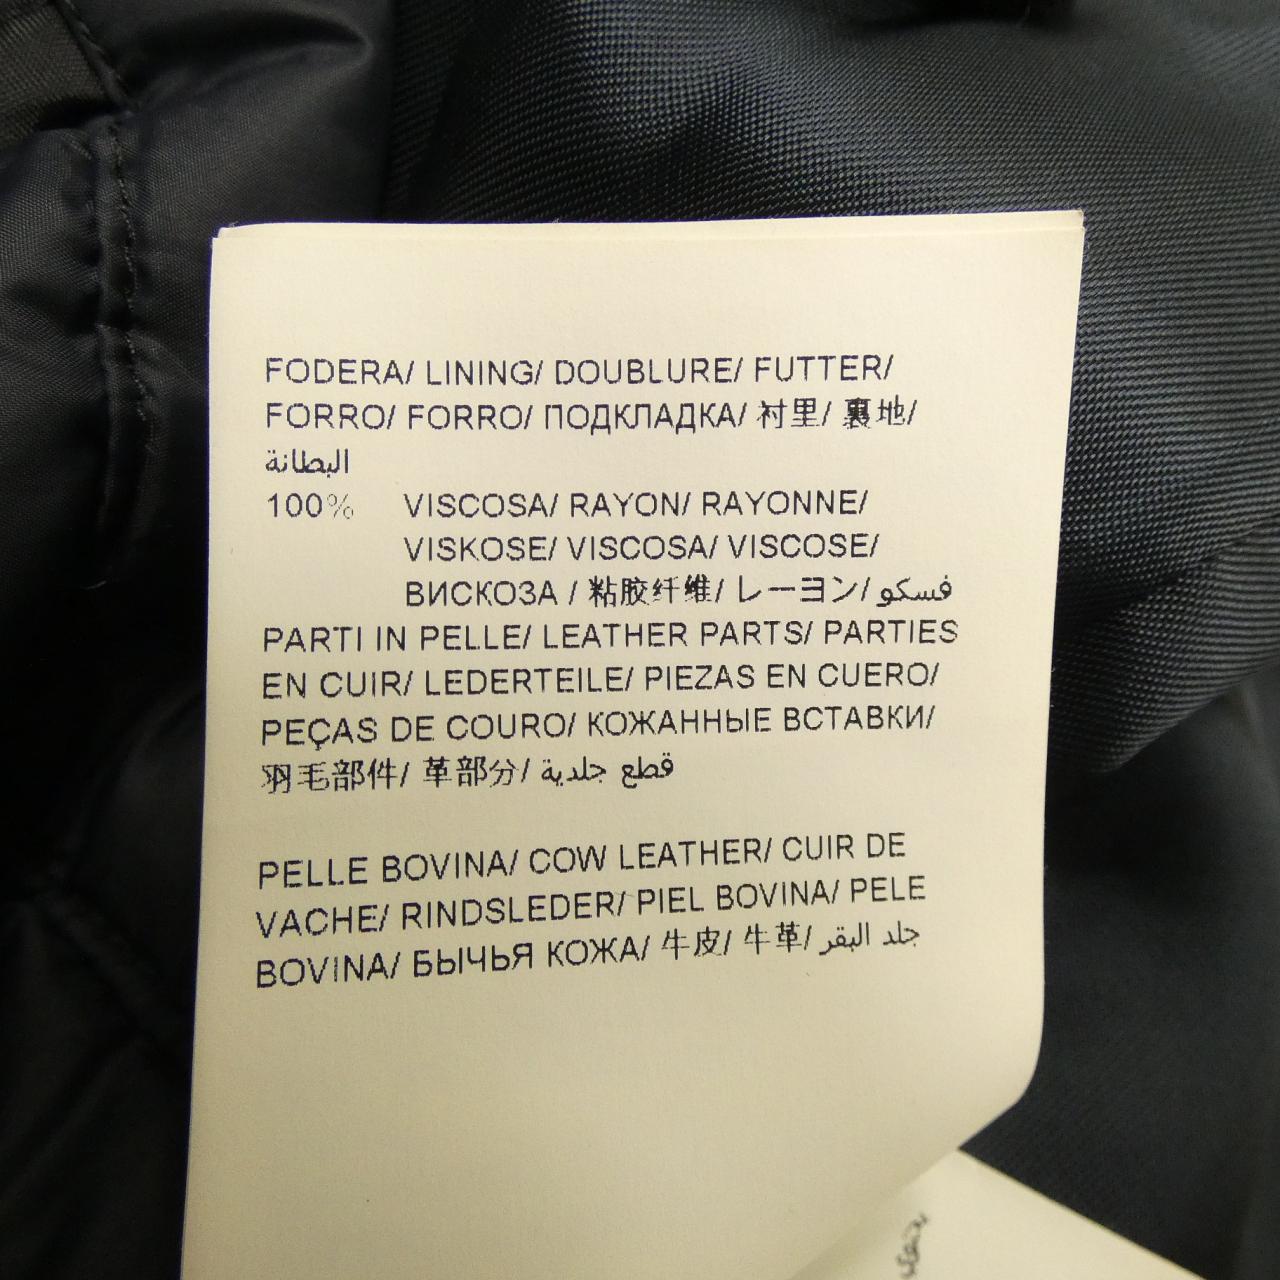 FODERA/ LINING/ DOUBLURE/ FUTTER/
FORRO/ FORRO/ ПОДКЛАДКА/ 衬里/ 裏地/
البطانة
100% VISCOSA/ RAYON/ RAYONNE/
VISKOSE/ VISCOSA/ VISCOSE/
ВИСКОЗА / 粘胶纤维/ レーヨン/ فسكو
PARTI IN PELLE/ LEATHER PARTS/ PARTIES
EN CUIR/ LEDERTEILE/ PIEZAS EN CUERO/
PEÇAS DE COURO/ КОЖАННЫЕ ВСТАВКИ/
羽毛部件/ 革部分/ قطع جلدية
PELLE BOVINA/ COW LEATHER/ CUIR DE
VACHE/ RINDSLEDER/ PIEL BOVINA/ PELE
BOVINA/ БЫЧЬЯ КОЖА/ 牛皮/ 牛革/ جلد البقر